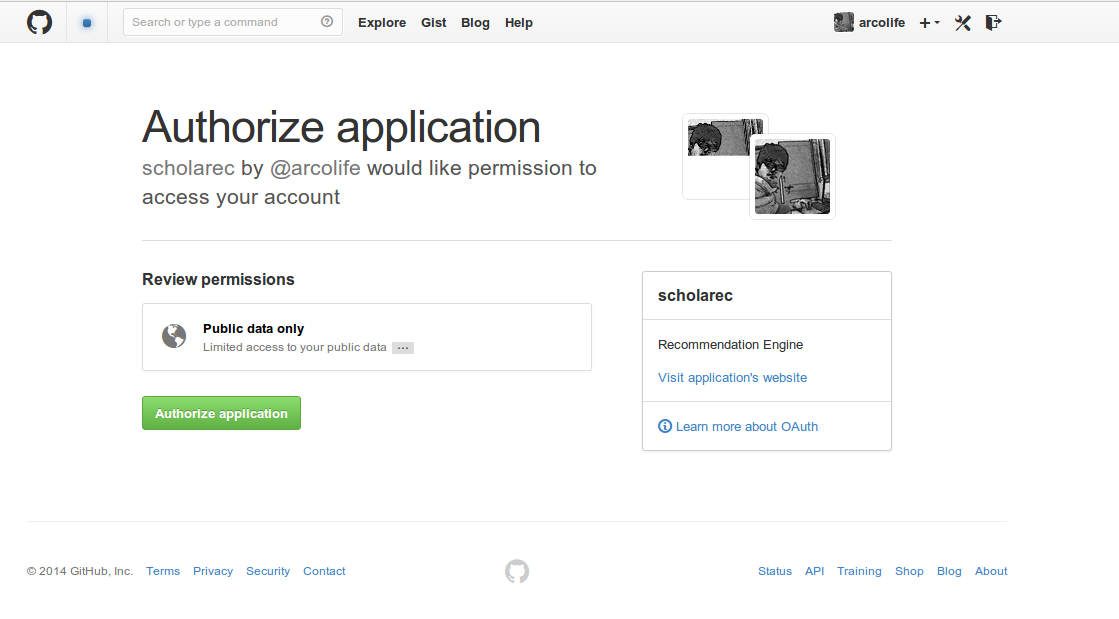 Search or type a command
Explore Gist Blog Help
arcolife
Authorize application
scholarec by @arcolife would like permission to
access your account
Review permissions
Public data only
Limited access to your public data ...
Authorize application
scholarec
Recommendation Engine
Visit application's website
Learn more about OAuth
© 2014 GitHub, Inc. Terms Privacy Security Contact
Status API Training Shop Blog About